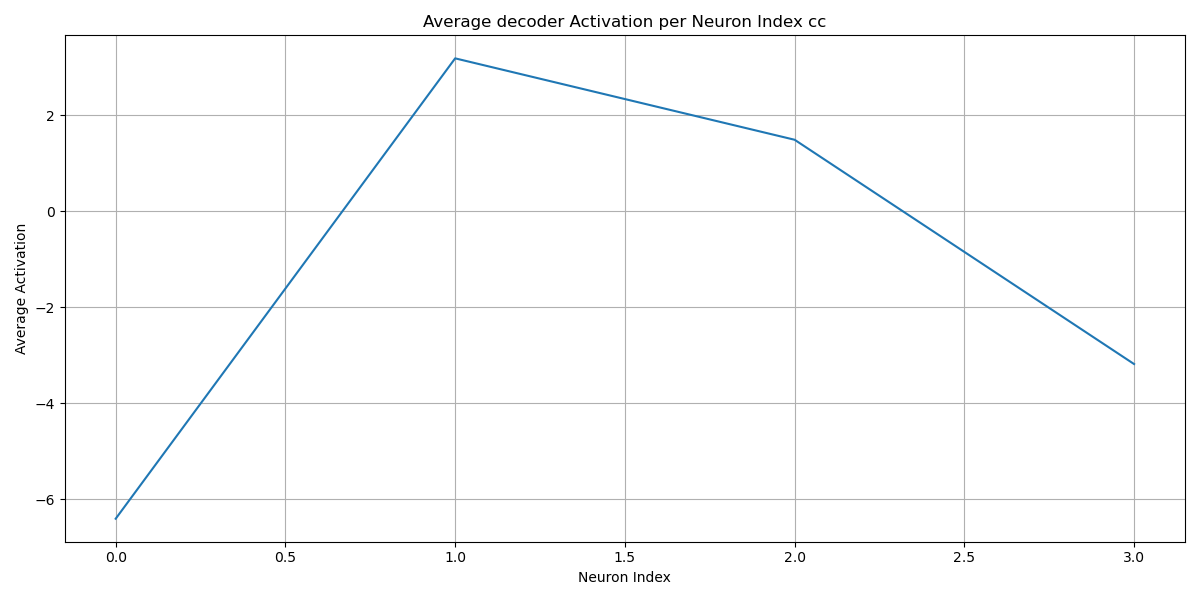 Average decoder Activation per Neuron Index cc
Average Activation
2
0
−2
−4
−6
0.0 0.5 1.0 1.5 2.0 2.5 3.0
Neuron Index